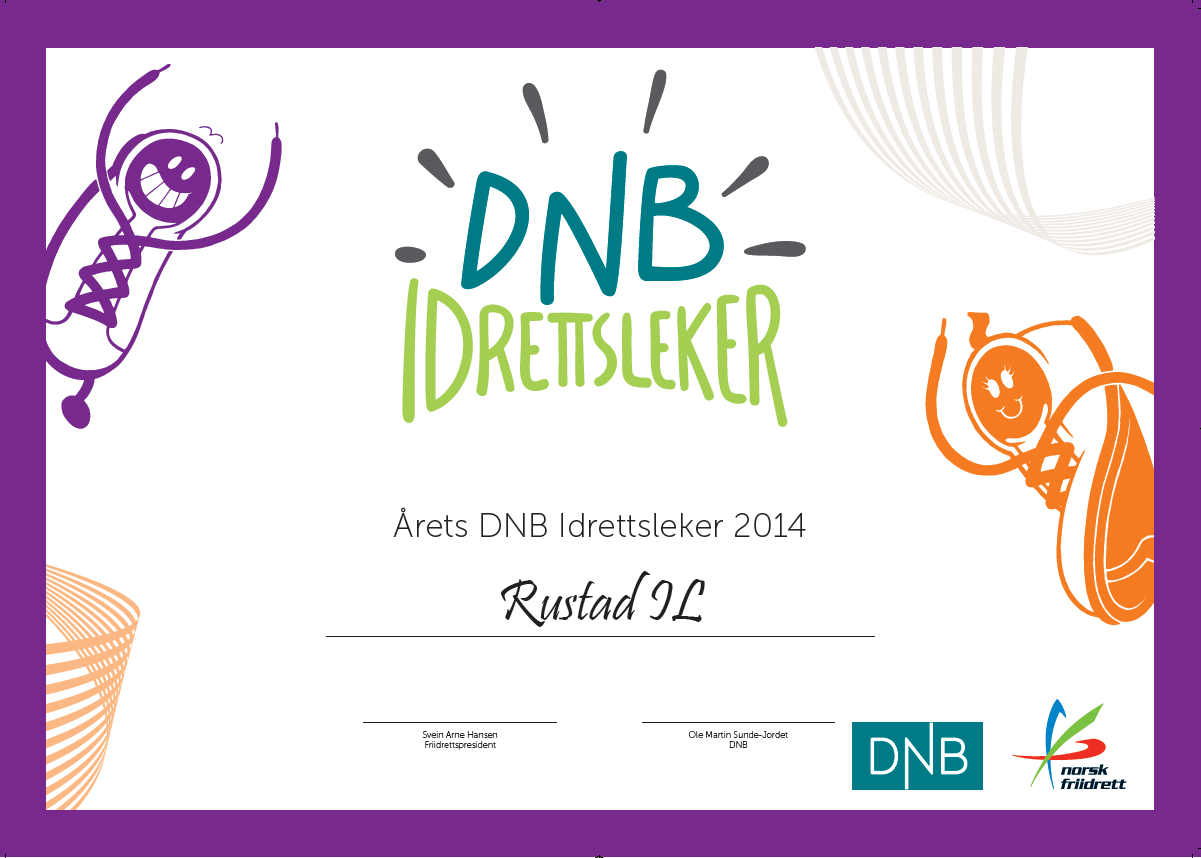 DNB
IDRETTSLEKER
Årets DNB Idrettsleker 2014
Rustad IL
Svein Arne Hansen
Friidrettspresident
Ole Martin Sunde-Jordet
DNB
DNB
norsk
friidrett